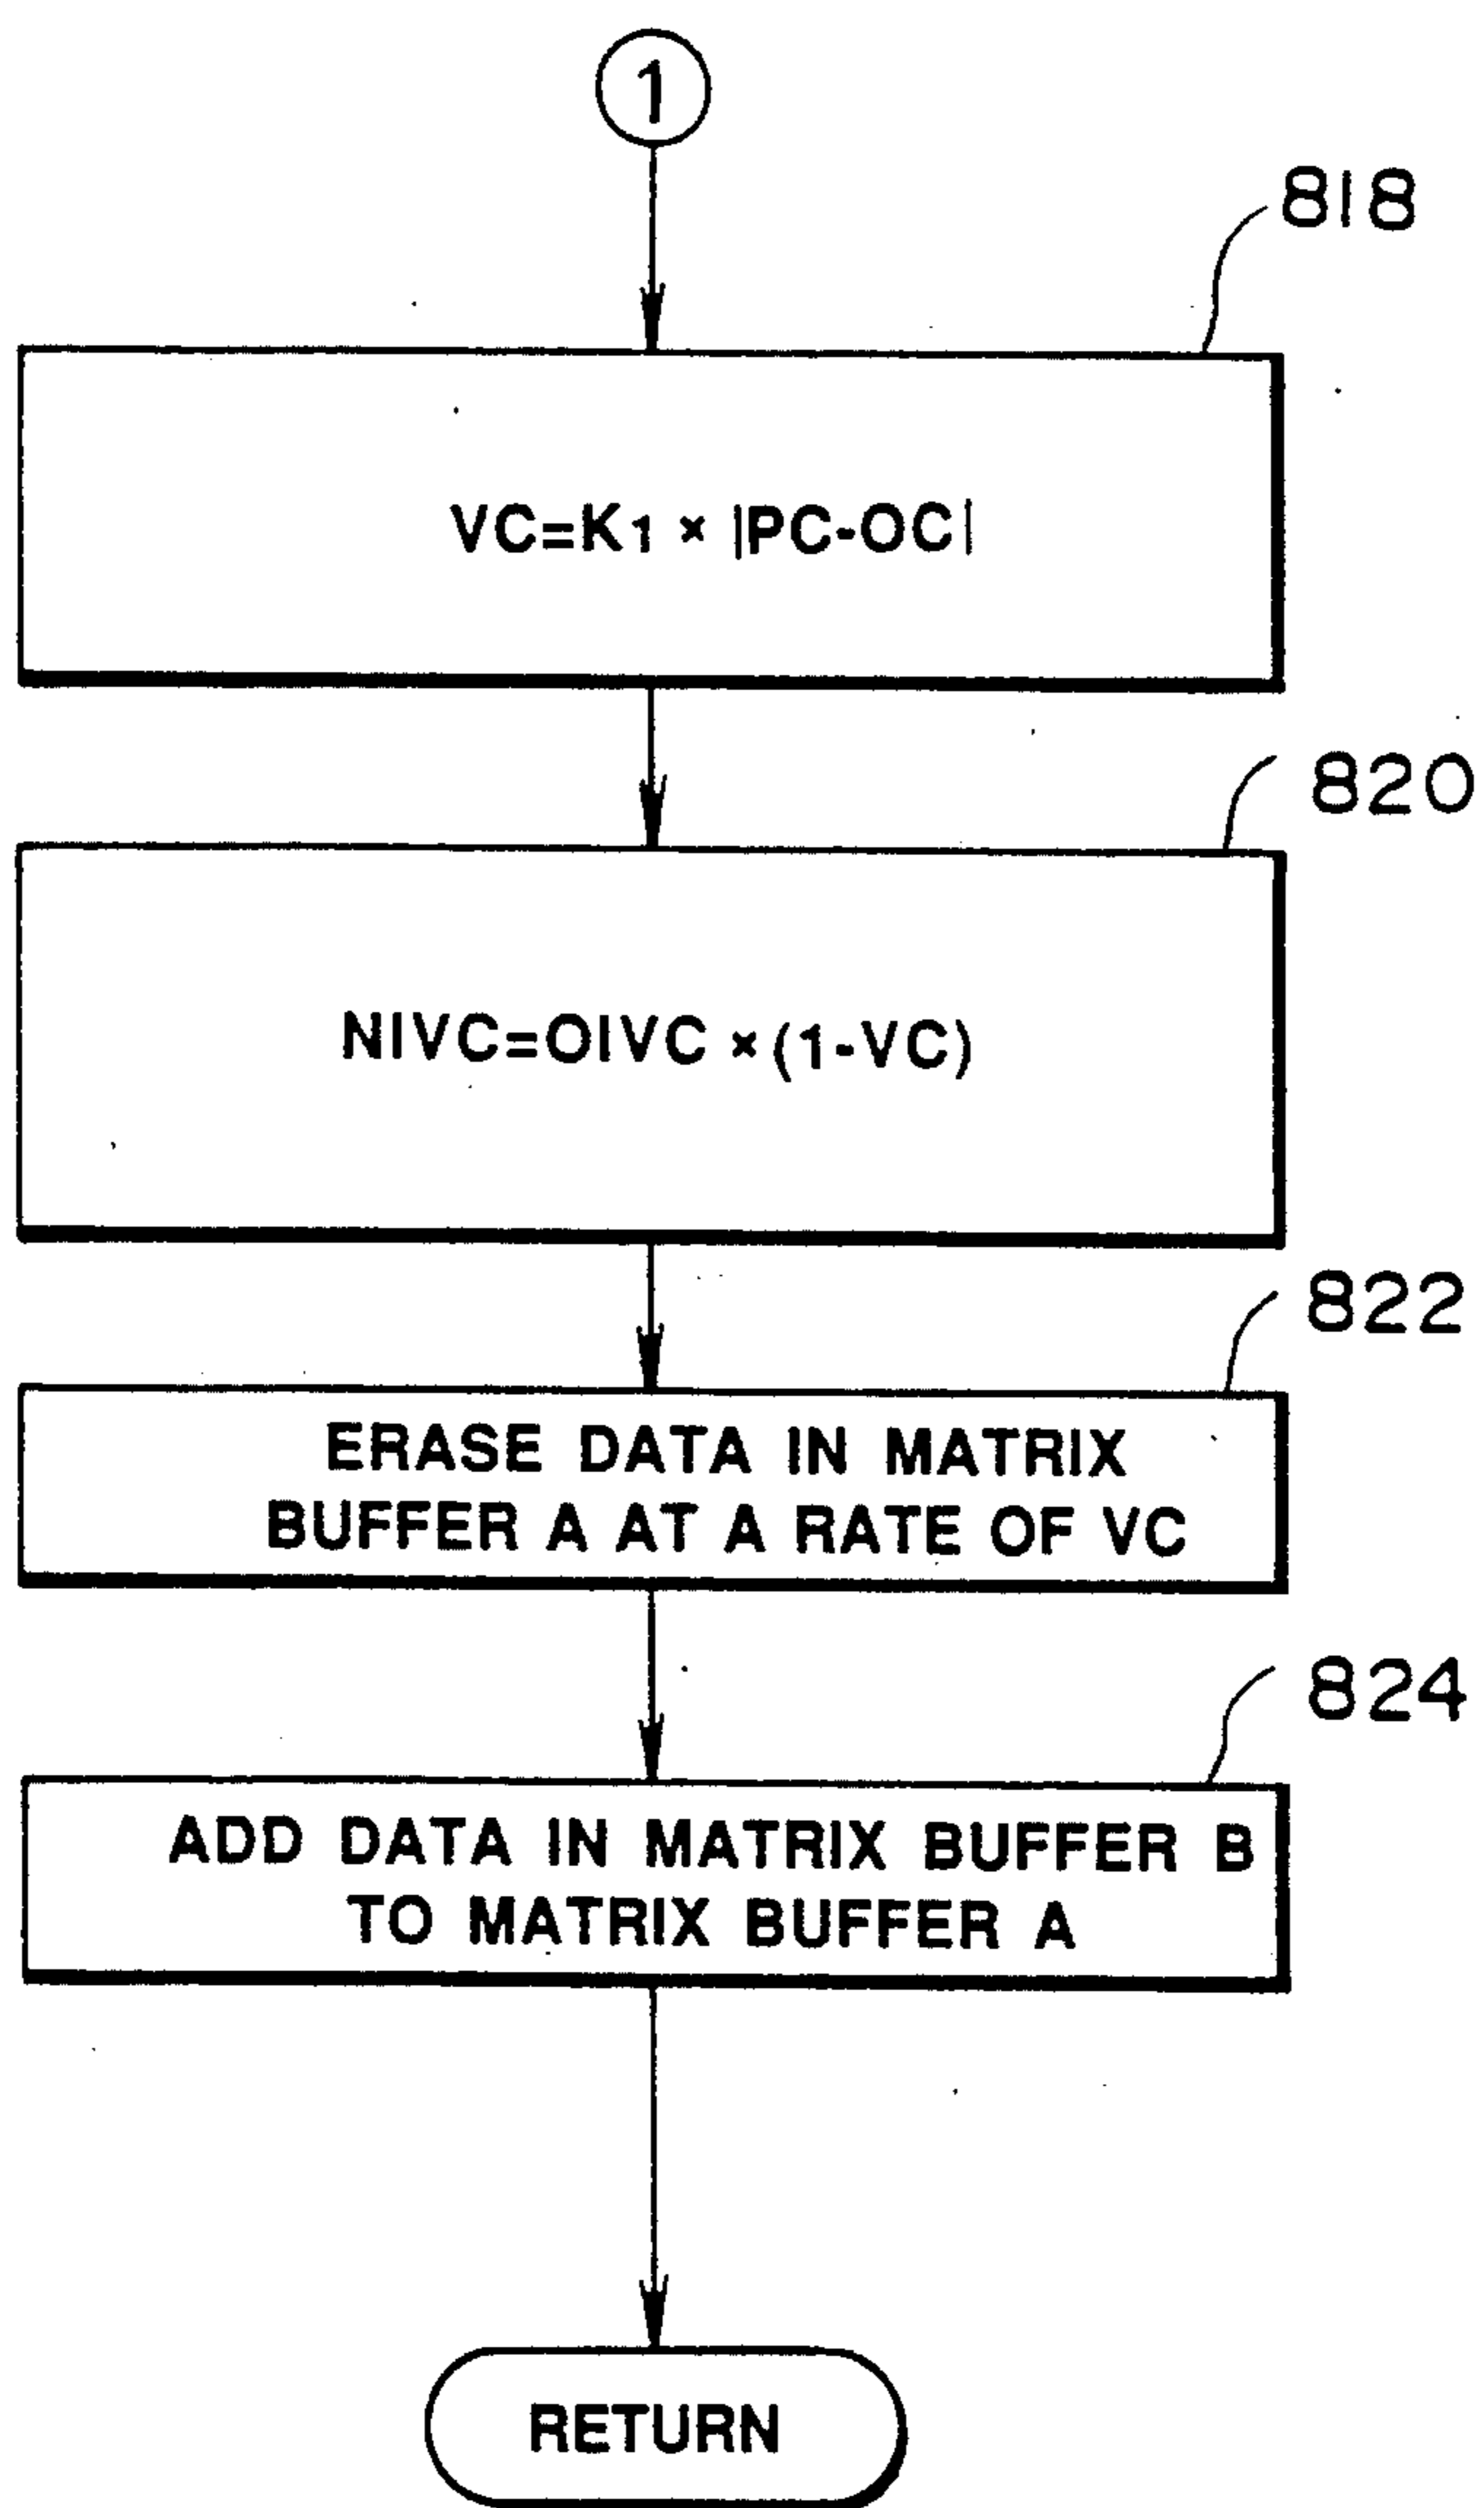 1
818
VC=K1 × |PC-OC|
820
NIVC=OIVC × (1-VC)
822
ERASE DATA IN MATRIX
BUFFER A AT A RATE OF VC
824
ADD DATA IN MATRIX BUFFER B
TO MATRIX BUFFER A
RETURN